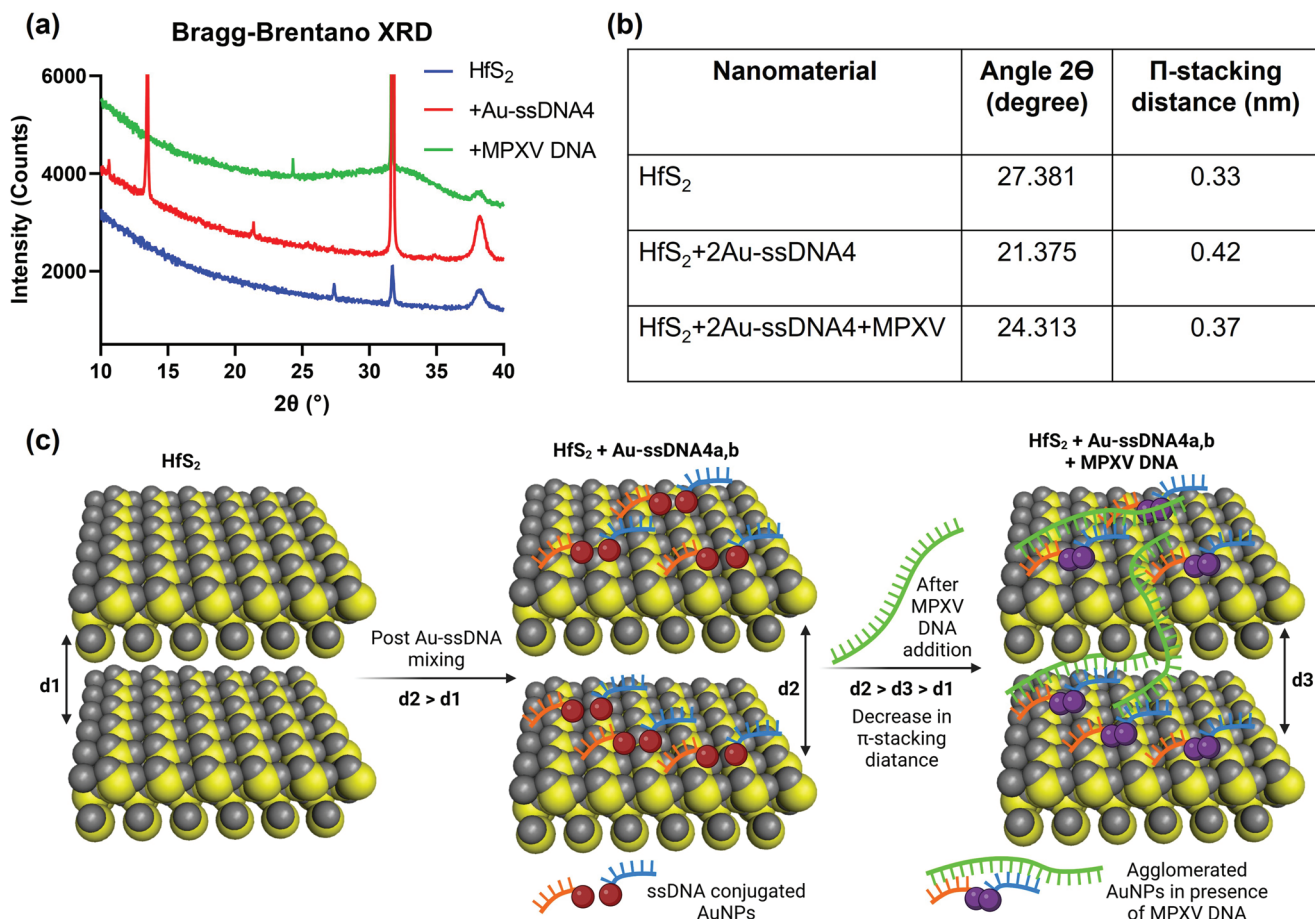 (a)
Bragg-Brentano XRD
HfS₂
+Au-ssDNA4
+MPXV DNA
Intensity (Counts)
6000
4000
2000
10 15 20 25 30 35 40
2θ (°)
(b)
Nanomaterial
Angle 2Θ
(degree)
Π-stacking
distance (nm)
HfS₂
27.381
0.33
HfS₂+2Au-ssDNA4
21.375
0.42
HfS₂+2Au-ssDNA4+MPXV
24.313
0.37
(c)
HfS₂
d1
Post Au-ssDNA
mixing
d2 > d1
HfS₂ + Au-ssDNA4a,b
d2
After
MPXV
DNA
addition
d2 > d3 > d1
Decrease in
π-stacking
diatance
HfS₂ + Au-ssDNA4a,b
+ MPXV DNA
d3
ssDNA conjugated
AuNPs
Agglomerated
AuNPs in presence
of MPXV DNA